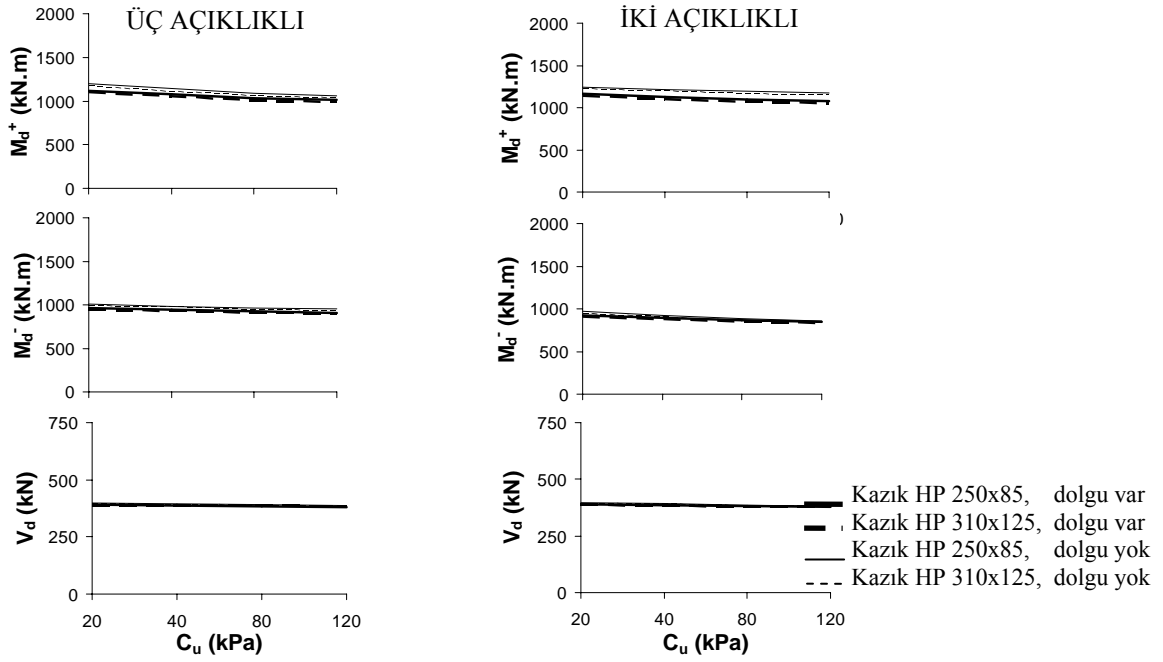 ÜÇ AÇIKLIKLI
2000
1500
1000
500
0
M_d^+ (kN.m)
İKİ AÇIKLIKLI
2000
1500
1000
500
0
M_d^+ (kN.m)
2000
1500
1000
500
0
M_d^- (kN.m)
2000
1500
1000
500
0
M_d^- (kN.m)
750
500
250
0
V_d (kN)
20 40 80 120
C_u (kPa)
750
500
250
0
V_d (kN)
20 40 80 120
C_u (kPa)
Kazık HP 250x85, dolgu var
Kazık HP 310x125, dolgu var
Kazık HP 250x85, dolgu yok
Kazık HP 310x125, dolgu yok